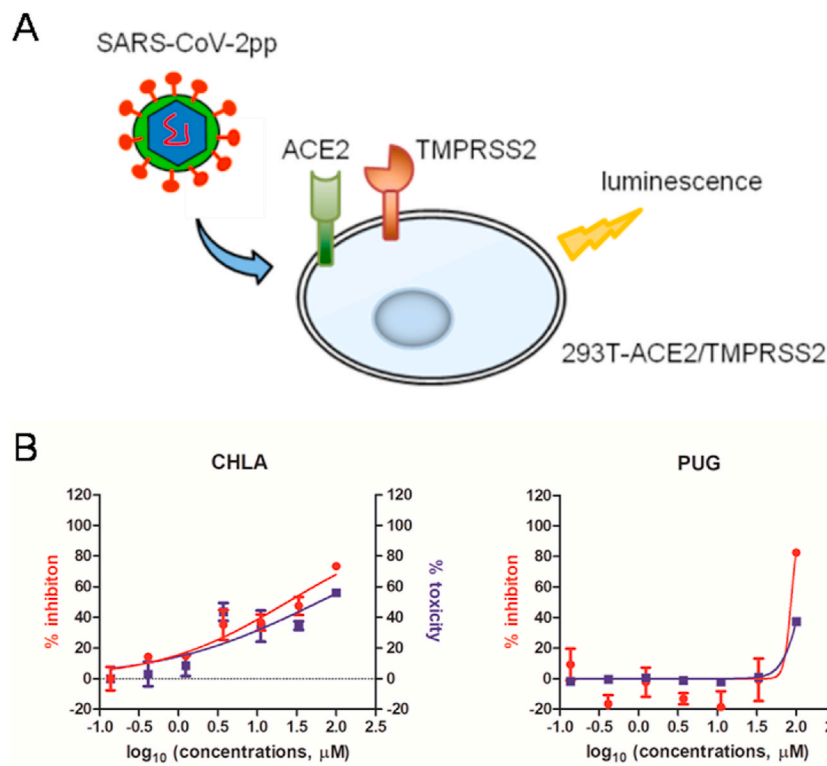 A
SARS-CoV-2pp
ACE2
TMPRSS2
luminescence
293T-ACE2/TMPRSS2
B
CHLA
120
100
80
60
40
20
0
20
% inhibiton
120
100
80
60
40
20
0
20
% toxicity
-1.0 -0.5 0.0 0.5 1.0 1.5 2.0 2.5
log10 (concentrations, μM)
PUG
120
100
80
60
40
20
0
20
% inhibiton
-1.0 -0.5 0.0 0.5 1.0 1.5 2.0
log10 (concentrations, μM)